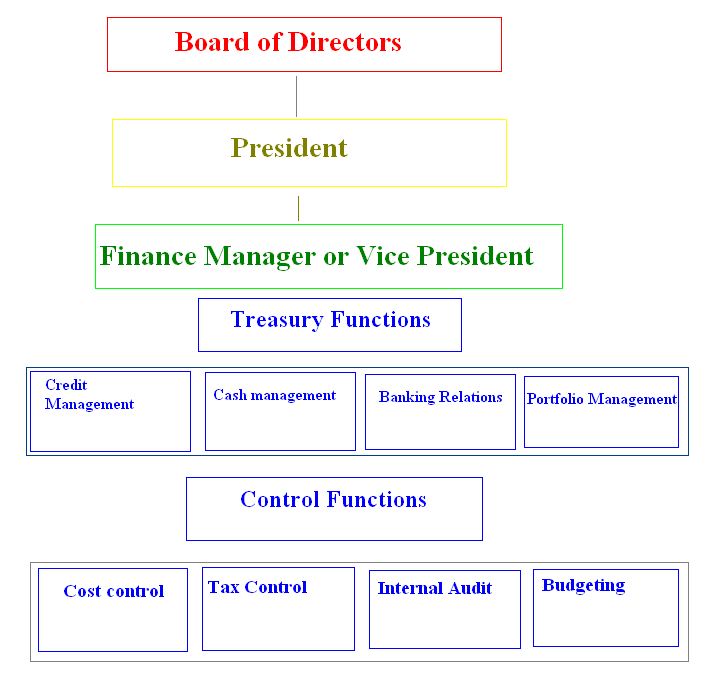 Board of Directors
President
Finance Manager or Vice President
Treasury Functions
Credit
Management
Cash management
Banking Relations
Portfolio Management
Control Functions
Cost control
Tax Control
Internal Audit
Budgeting